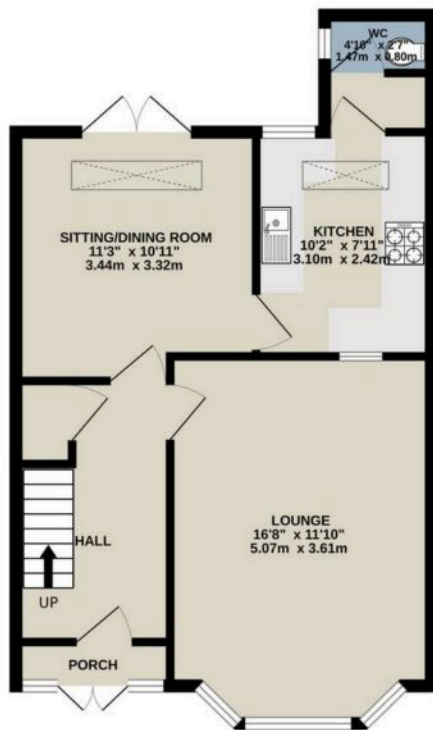 WC
4'10" x 2'7"
1.47m x 0.80m
SITTING/DINING ROOM
11'3" x 10'11"
3.44m x 3.32m
KITCHEN
10'2" x 7'11"
3.10m x 2.42m
LOUNGE
16'8" x 11'10"
5.07m x 3.61m
HALL
UP
PORCH